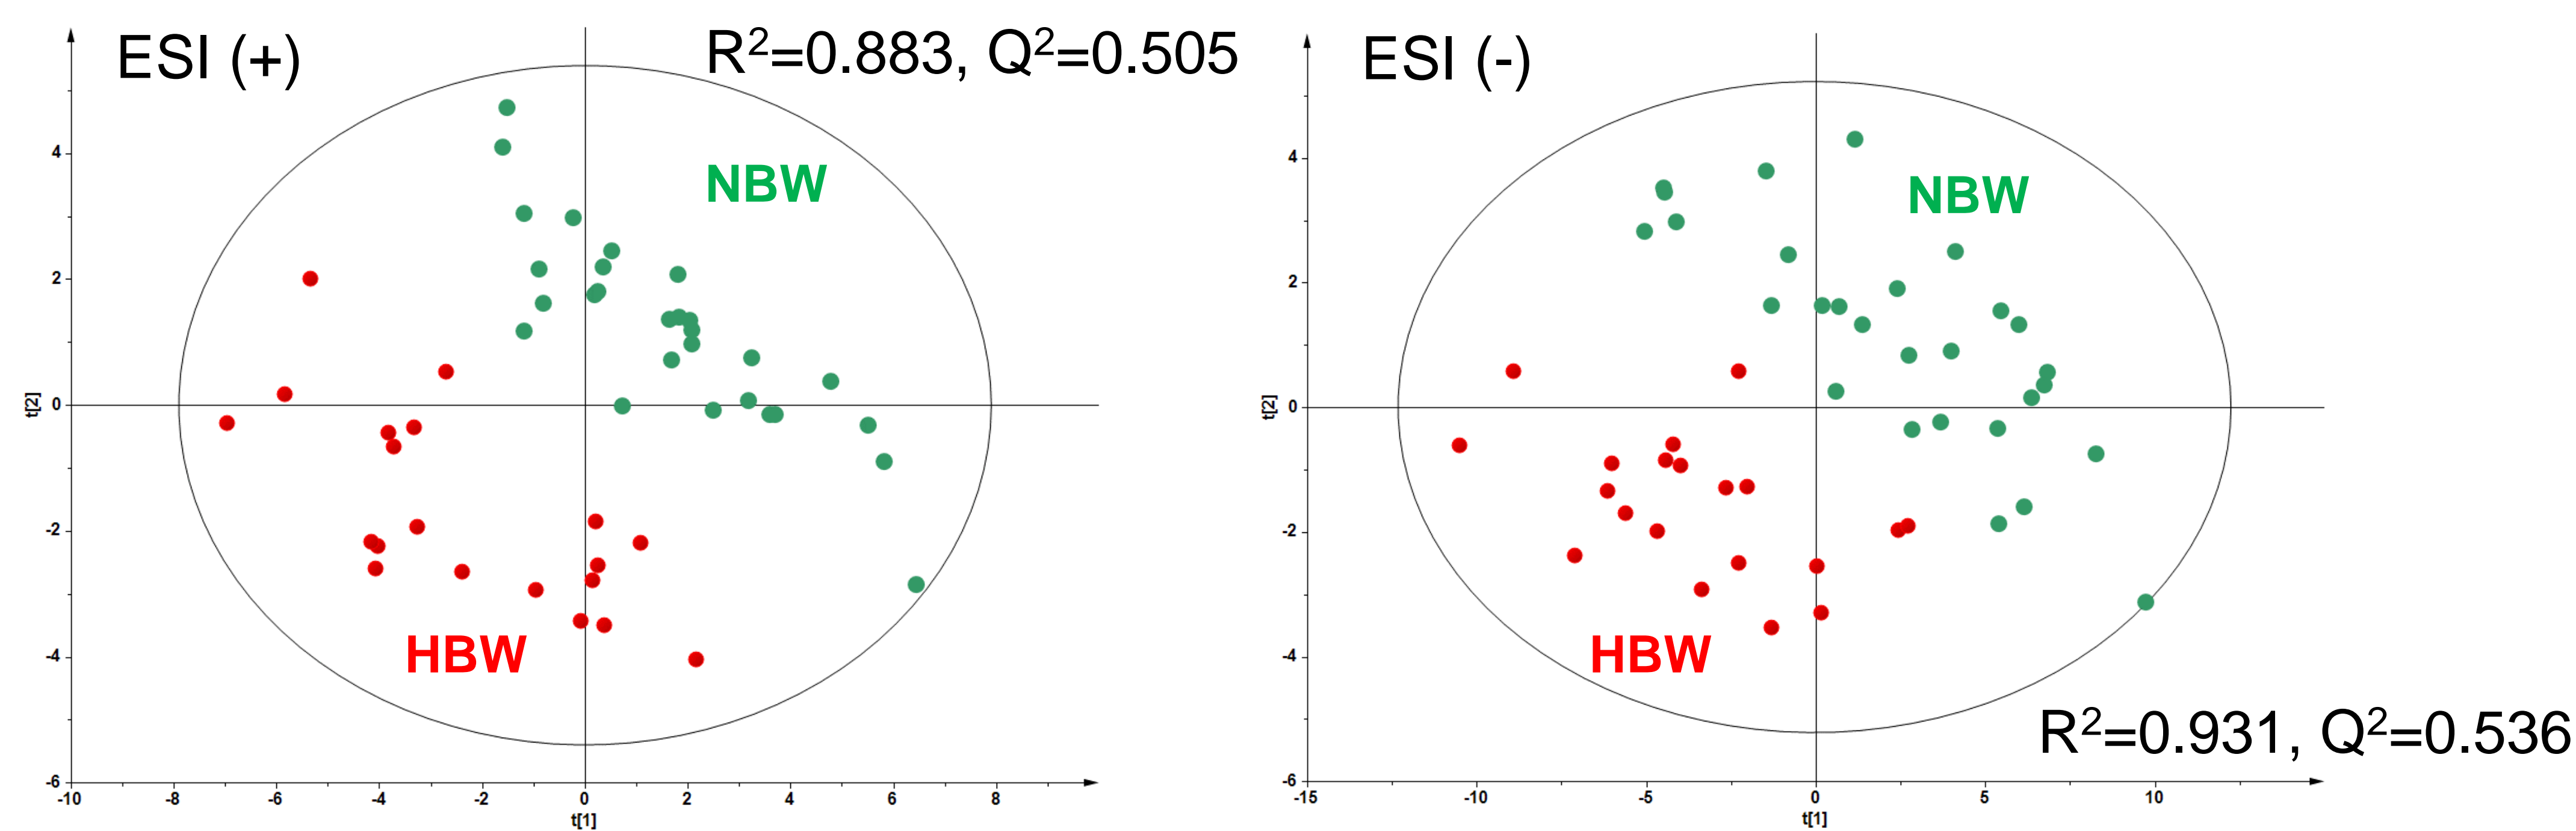 ESI (+)
R²=0.883, Q²=0.505
NBW
HBW
t[2]
4
2
0
-2
-4
-6
-10 -8 -6 -4 -2 0 2 4 6 8
t[1]
ESI (-)
NBW
HBW
R²=0.931, Q²=0.536
t[2]
4
2
0
-2
-4
-6
-15 -10 -5 0 5 10
t[1]